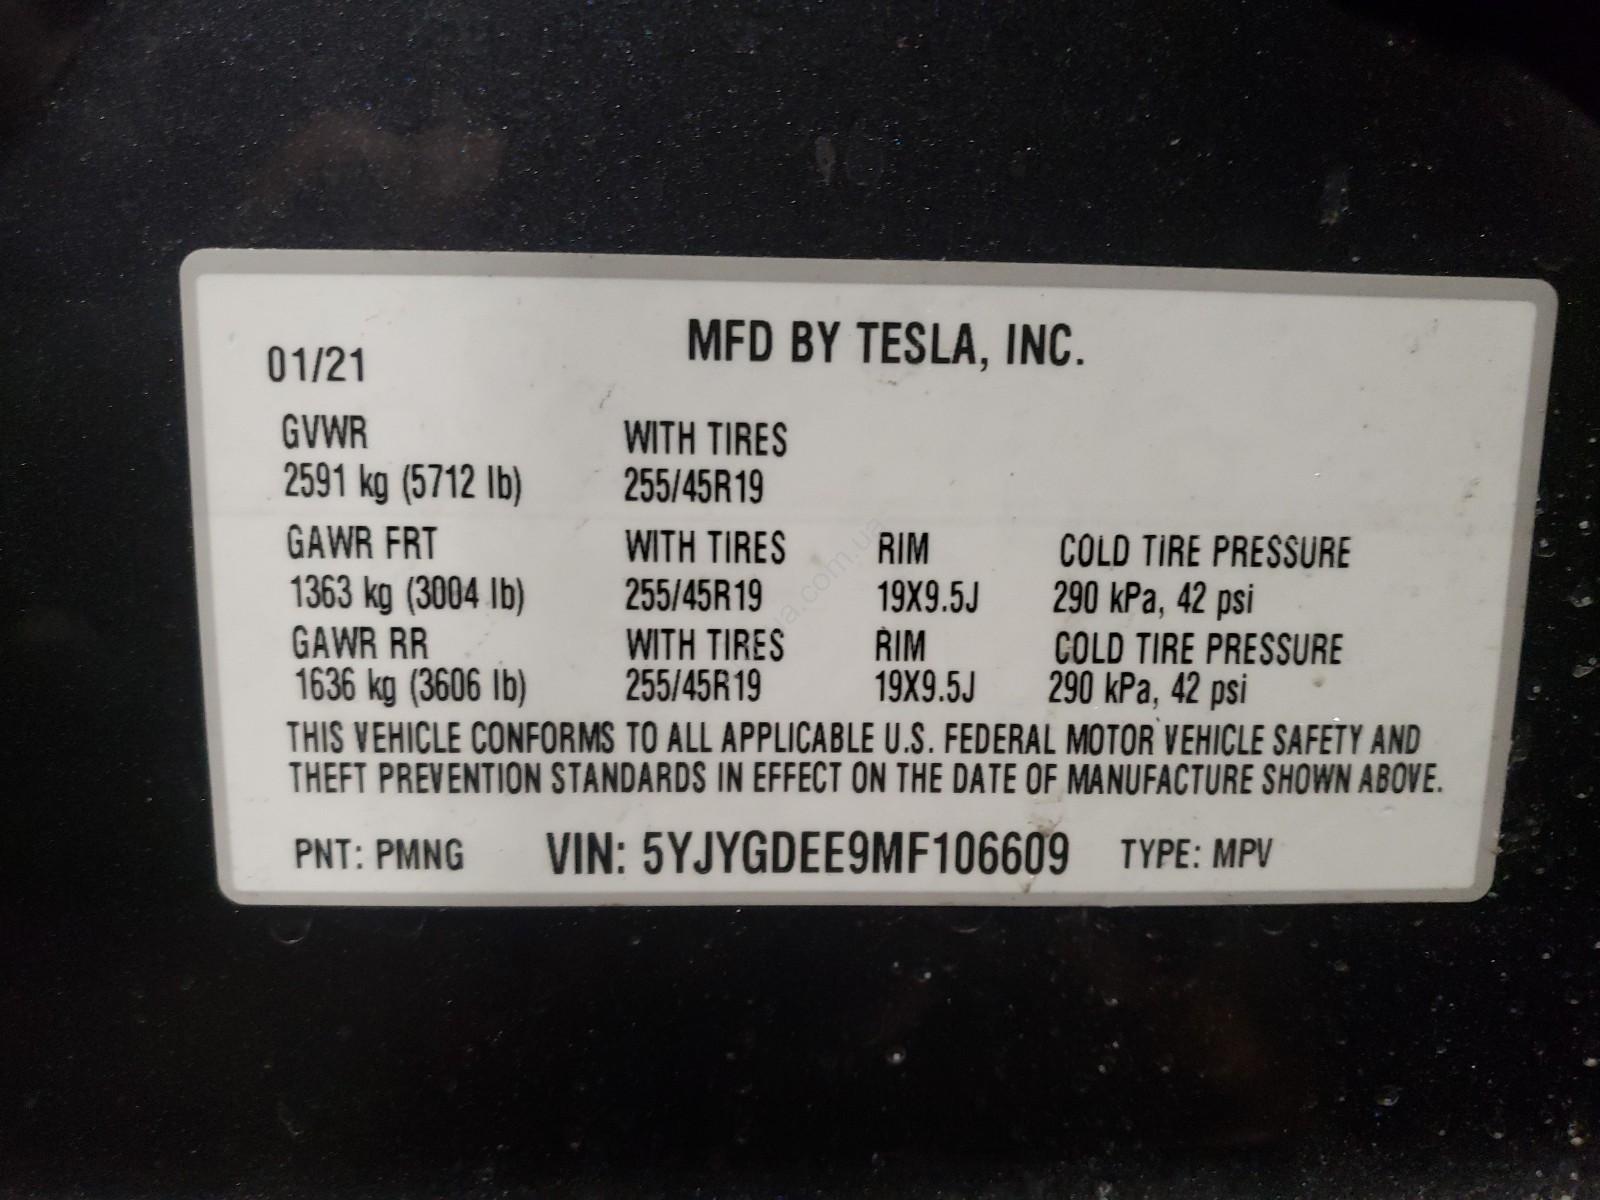 MFD BY TESLA, INC.
01/21
GVWR WITH TIRES
2591 kg (5712 lb) 255/45R19
GAWR FRT WITH TIRES RIM COLD TIRE PRESSURE
1363 kg (3004 lb) 255/45R19 19X9.5J 290 kPa, 42 psi
GAWR RR WITH TIRES RIM COLD TIRE PRESSURE
1636 kg (3606 lb) 255/45R19 19X9.5J 290 kPa, 42 psi
THIS VEHICLE CONFORMS TO ALL APPLICABLE U.S. FEDERAL MOTOR VEHICLE SAFETY AND
THEFT PREVENTION STANDARDS IN EFFECT ON THE DATE OF MANUFACTURE SHOWN ABOVE.
PNT: PMNG VIN: 5YJYGDEE9MF106609 TYPE: MPV